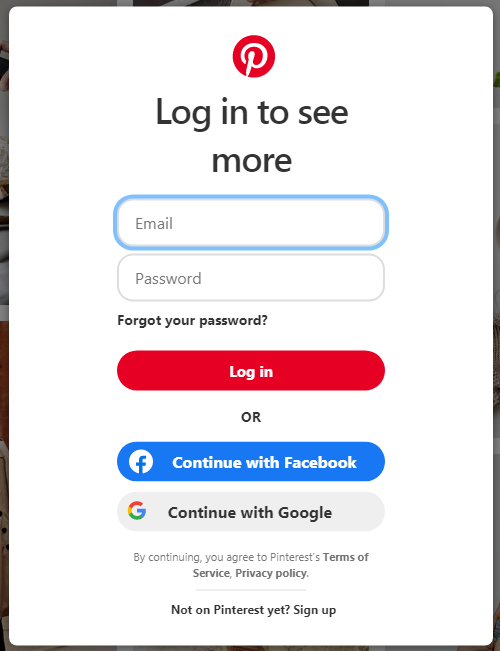 Log in to see
more
Email
Password
Forgot your password?
Log in
OR
Continue with Facebook
Continue with Google
By continuing, you agree to Pinterest's Terms of
Service, Privacy policy.
Not on Pinterest yet? Sign up